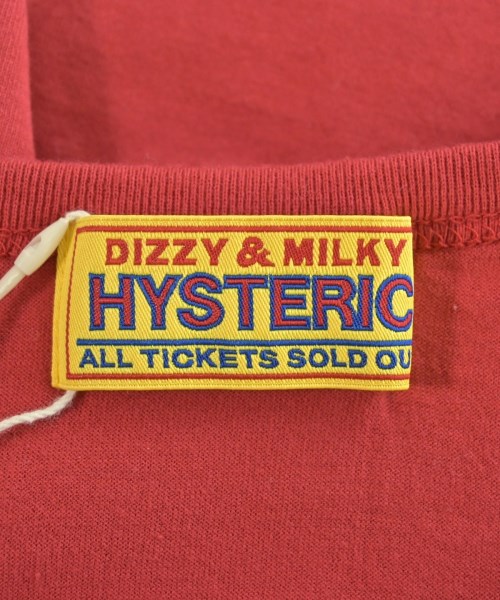 DIZZY & MILKY
HYSTERIC
ALL TICKETS SOLD OU